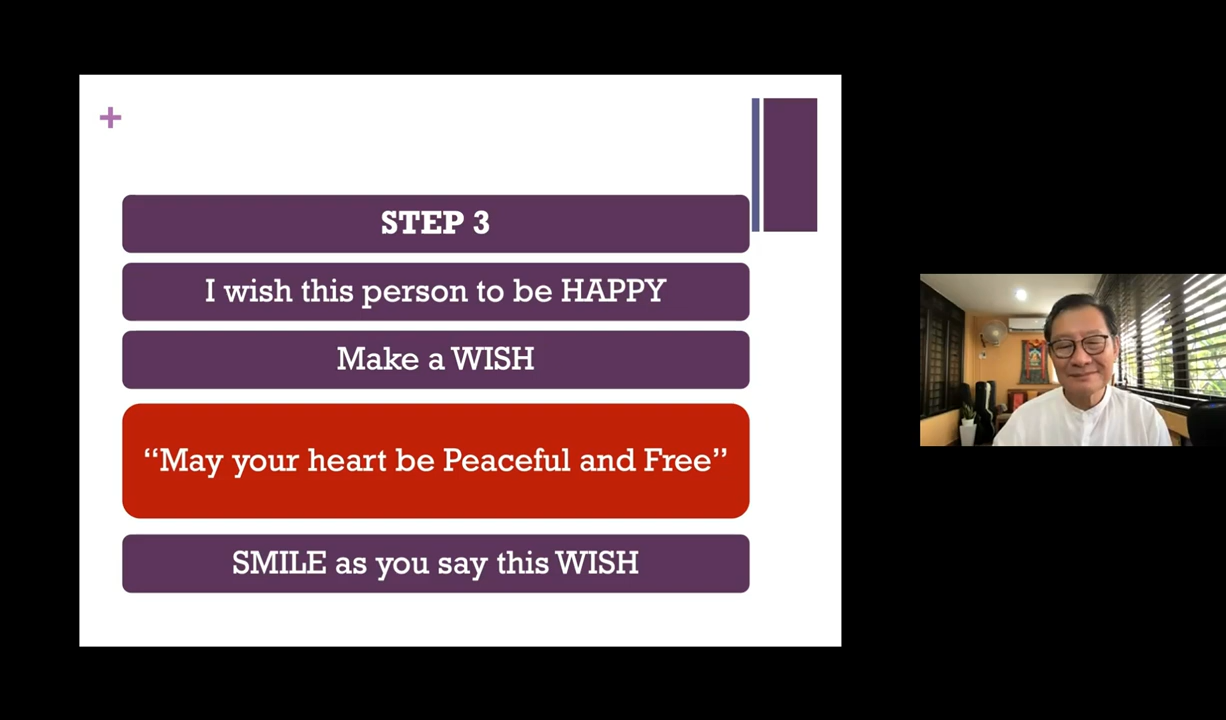 STEP 3
I wish this person to be HAPPY
Make a WISH
“May your heart be Peaceful and Free”
SMILE as you say this WISH